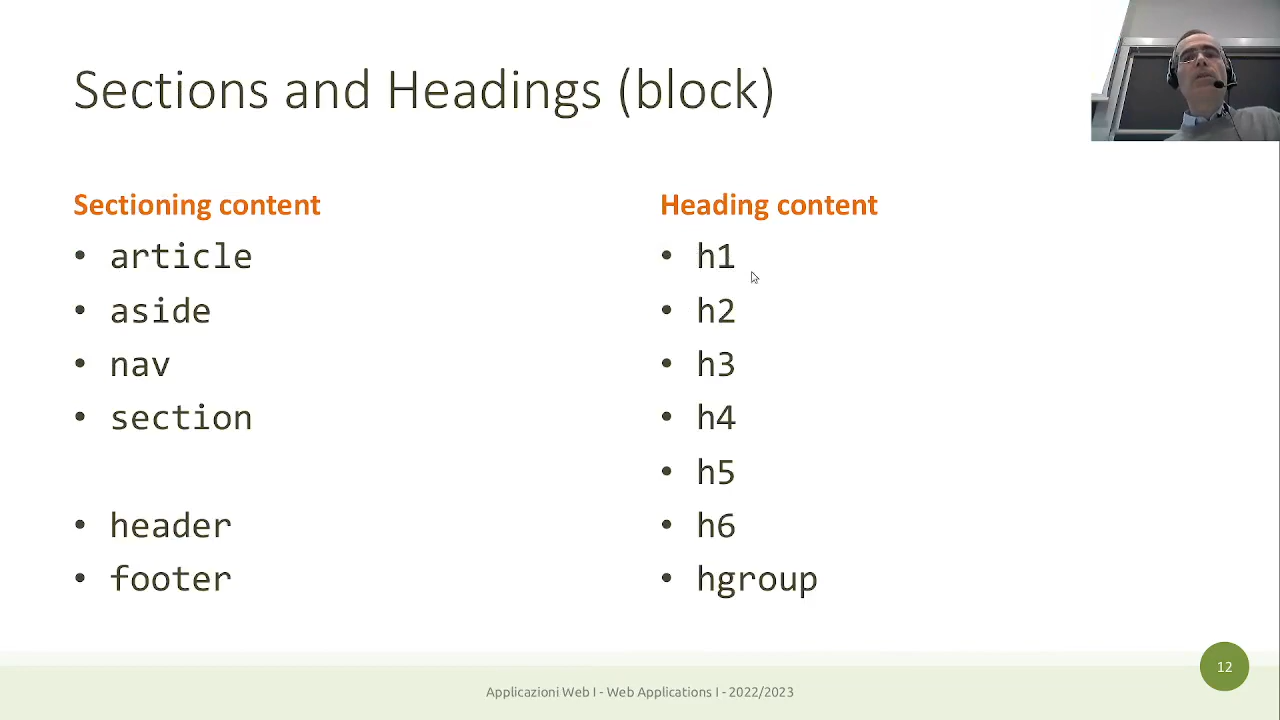 Sections and Headings (block)
Sectioning content
• article
• aside
• nav
• section
• header
• footer
Heading content
• h1
• h2
• h3
• h4
• h5
• h6
• hgroup
12
Applicazioni Web I - Web Applications I - 2022/2023